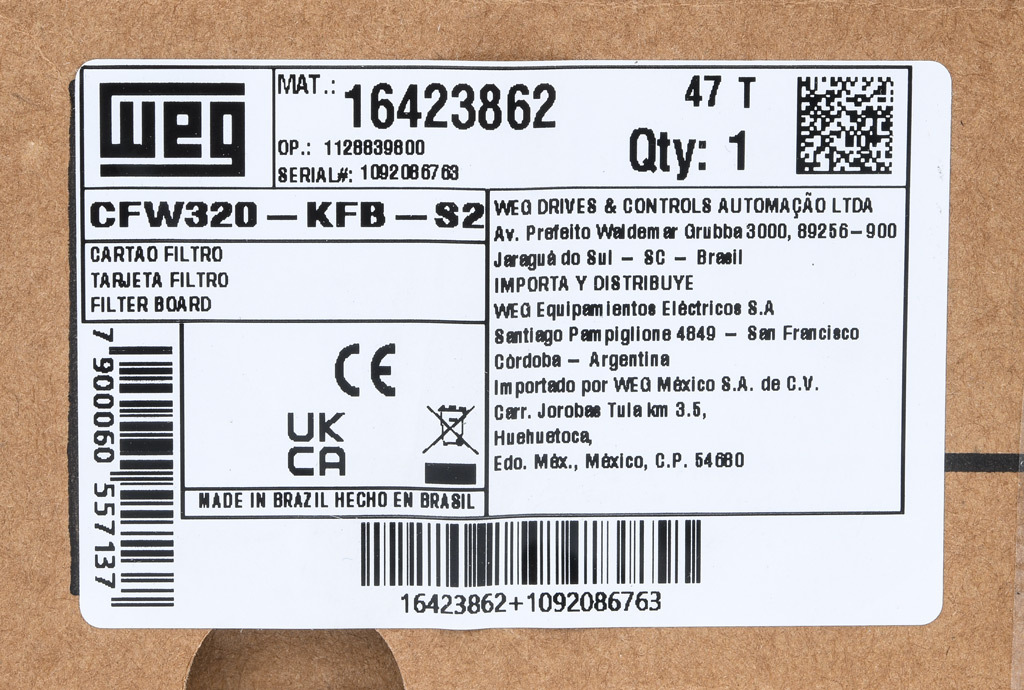 weg
MAT.: 16423862
47 T
Qty: 1
OP.: 1128839800
SERIAL#: 1092086763
CFW320 – KFB – S2
CARTAO FILTRO
TARJETA FILTRO
FILTER BOARD
WEG DRIVES & CONTROLS AUTOMAÇÃO LTDA
Av. Prefeito Waldemar Grubba 3000, 89256–900
Jaraguá do Sul – SC – Brasil
IMPORTA Y DISTRIBUYE
WEG Equipamientos Eléctricos S.A
Santiago Pampiglione 4849 – San Francisco
Córdoba – Argentina
Importado por WEG México S.A. de C.V.
Carr. Jorobas Tula km 3.5,
Huehuetoca,
Edo. Méx., México, C.P. 54680
7 900060 557137
CE
UK
CA
MADE IN BRAZIL HECHO EN BRASIL
16423862+1092086763